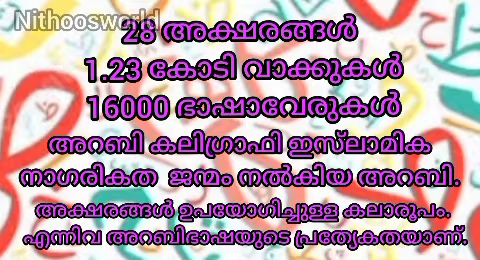 Nithoosworld
28 അക്ഷരങ്ങൾ
1.23 കോടി വാക്കുകൾ
16000 ഭാഷാവേരുകൾ
അറബി കലിഗ്രാഫി ഇസ്‌ലാമിക
നാഗരികത ജന്മം നൽകിയ അറബി.
അക്ഷരങ്ങൾ ഉപയോഗിച്ചുള്ള കലാരൂപം.
എന്നിവ അറബിഭാഷയുടെ പ്രത്യേകതയാണ്.